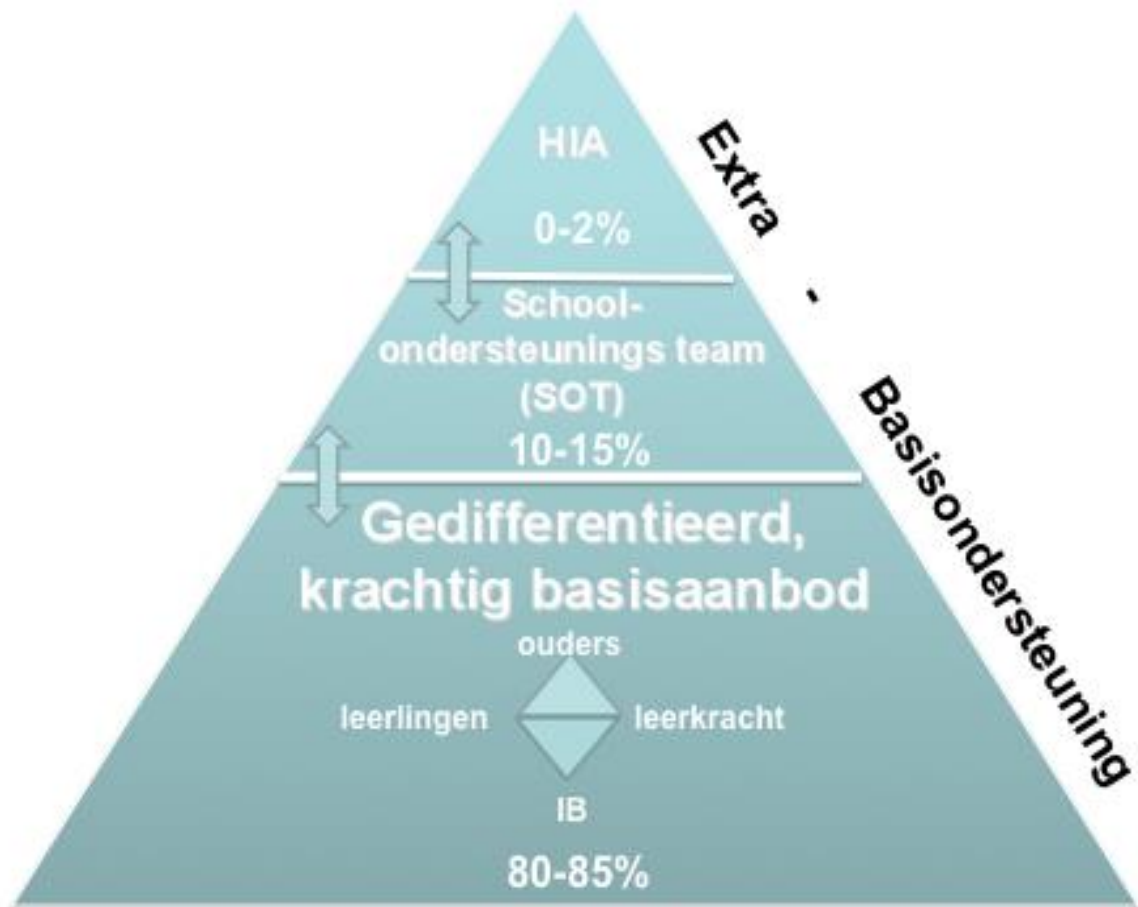 HIA
0-2%
School-
ondersteunings team
(SOT)
10-15%
Gedifferentieerd,
krachtig basisaanbod
ouders
leerlingen leerkracht
IB
80-85%
Extra - Basisondersteuning